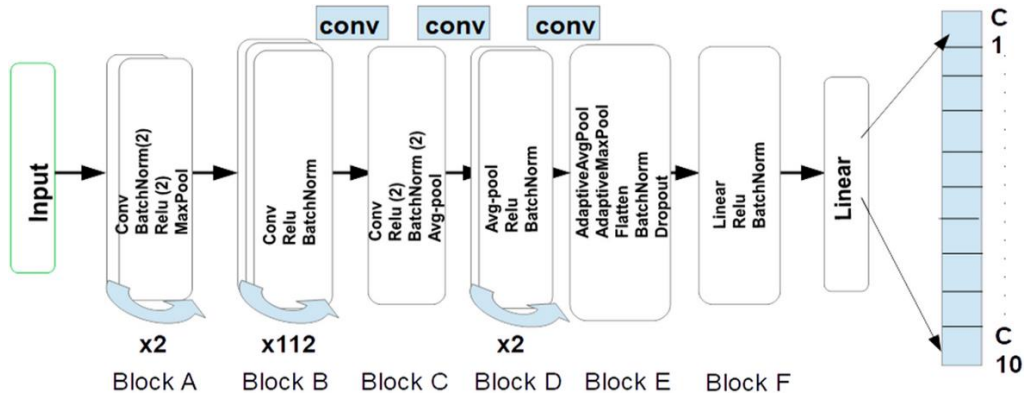 conv
conv
conv
Input
Conv
BatchNorm(2)
Relu (2)
MaxPool
Conv
Relu
BatchNorm
Conv
Relu (2)
BatchNorm (2)
Avg-pool
Avg-pool
Relu
BatchNorm
AdaptiveAvgPool
AdaptiveMaxPool
Flatten
BatchNorm
Dropout
Linear
Relu
BatchNorm
Linear
C
1
C
10
x2
x112
x2
Block A
Block B
Block C
Block D
Block E
Block F